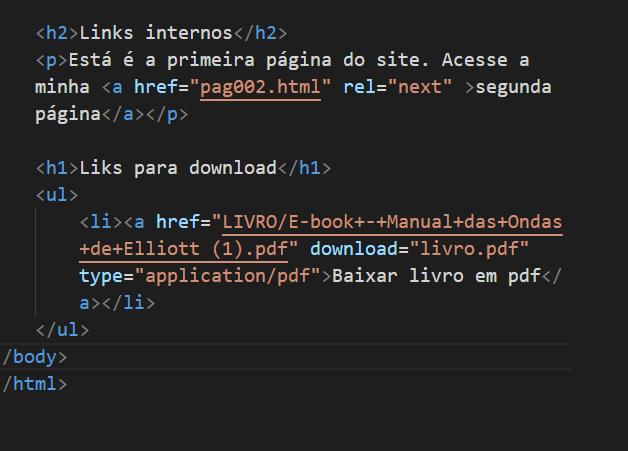 <h2>Links internos</h2>
<p>Está é a primeira página do site. Acesse a
minha <a href="pag002.html" rel="next" >segunda
página</a></p>
<h1>Liks para download</h1>
<ul>
<li><a href="LIVRO/E-book+-+Manual+das+Ondas
+de+Elliott (1).pdf" download="livro.pdf"
type="application/pdf">Baixar livro em pdf</
a></li>
</ul>
/body>
/html>